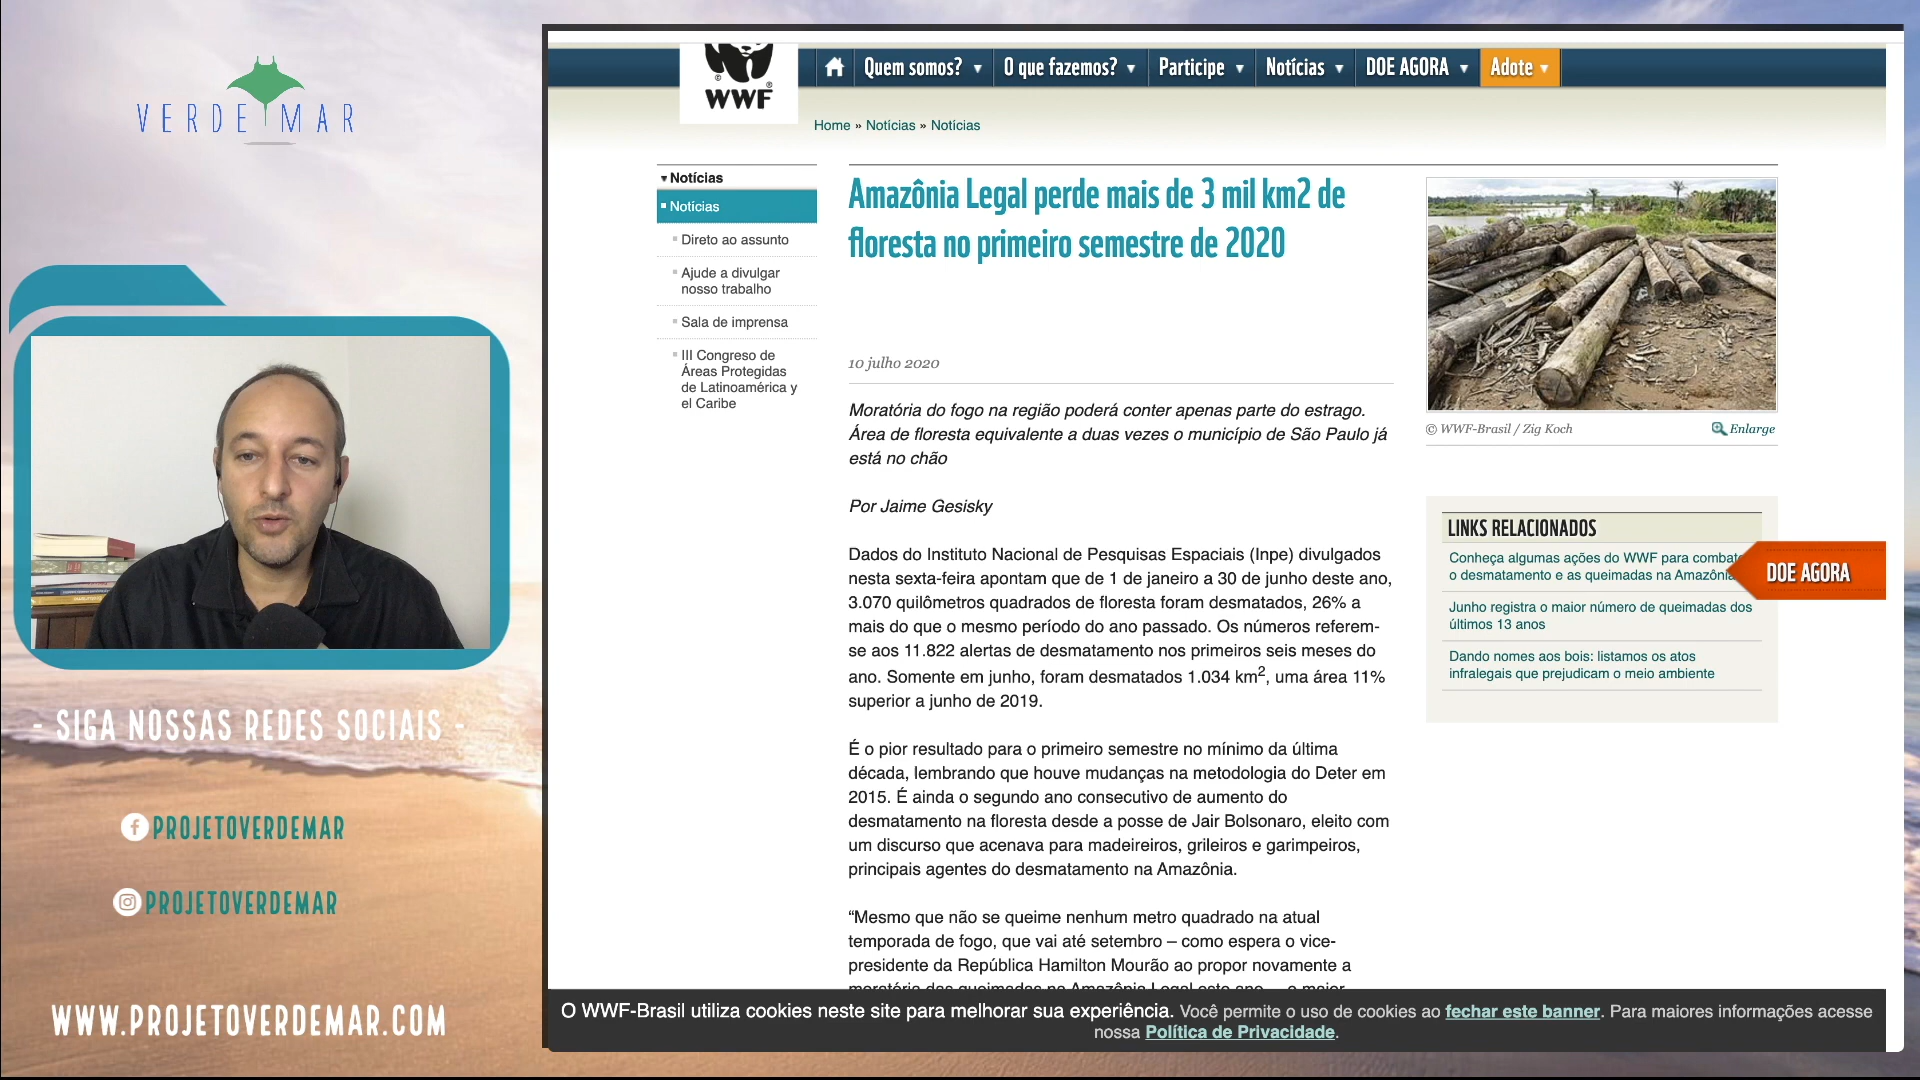 VERDE MAR
- SIGA NOSSAS REDES SOCIAIS -
PROJETOVERDEMAR
PROJETOVERDEMAR
WWW.PROJETOVERDEMAR.COM
©
®
WWF
Quem somos?
O que fazemos?
Participe
Notícias
DOE AGORA
Adote
Home » Notícias » Notícias
Notícias
Notícias
Direto ao assunto
Ajude a divulgar
nosso trabalho
Sala de imprensa
III Congreso de
Áreas Protegidas
de Latinoamérica y
el Caribe
Amazônia Legal perde mais de 3 mil km2 de
floresta no primeiro semestre de 2020
10 julho 2020
Moratória do fogo na região poderá conter apenas parte do estrago.
Área de floresta equivalente a duas vezes o município de São Paulo já
está no chão
Por Jaime Gesisky
Dados do Instituto Nacional de Pesquisas Espaciais (Inpe) divulgados
nesta sexta-feira apontam que de 1 de janeiro a 30 de junho deste ano,
3.070 quilômetros quadrados de floresta foram desmatados, 26% a
mais do que o mesmo período do ano passado. Os números referem-
se aos 11.822 alertas de desmatamento nos primeiros seis meses do
ano. Somente em junho, foram desmatados 1.034 km², uma área 11%
superior a junho de 2019.
É o pior resultado para o primeiro semestre no mínimo da última
década, lembrando que houve mudanças na metodologia do Deter em
2015. É ainda o segundo ano consecutivo de aumento do
desmatamento na floresta desde a posse de Jair Bolsonaro, eleito com
um discurso que acenava para madeireiros, grileiros e garimpeiros,
principais agentes do desmatamento na Amazônia.
“Mesmo que não se queime nenhum metro quadrado na atual
temporada de fogo, que vai até setembro – como espera o vice-
presidente da República Hamilton Mourão ao propor novamente a
moratória das queimadas na Amazônia Legal este ano – o maior
© WWF-Brasil / Zig Koch
Enlarge
LINKS RELACIONADOS
Conheça algumas ações do WWF para combate
o desmatamento e as queimadas na Amazônia
Junho registra o maior número de queimadas dos
últimos 13 anos
Dando nomes aos bois: listamos os atos
infralegais que prejudicam o meio ambiente
DOE AGORA
O WWF-Brasil utiliza cookies neste site para melhorar sua experiência. Você permite o uso de cookies ao fechar este banner. Para maiores informações acesse
nossa Política de Privacidade.